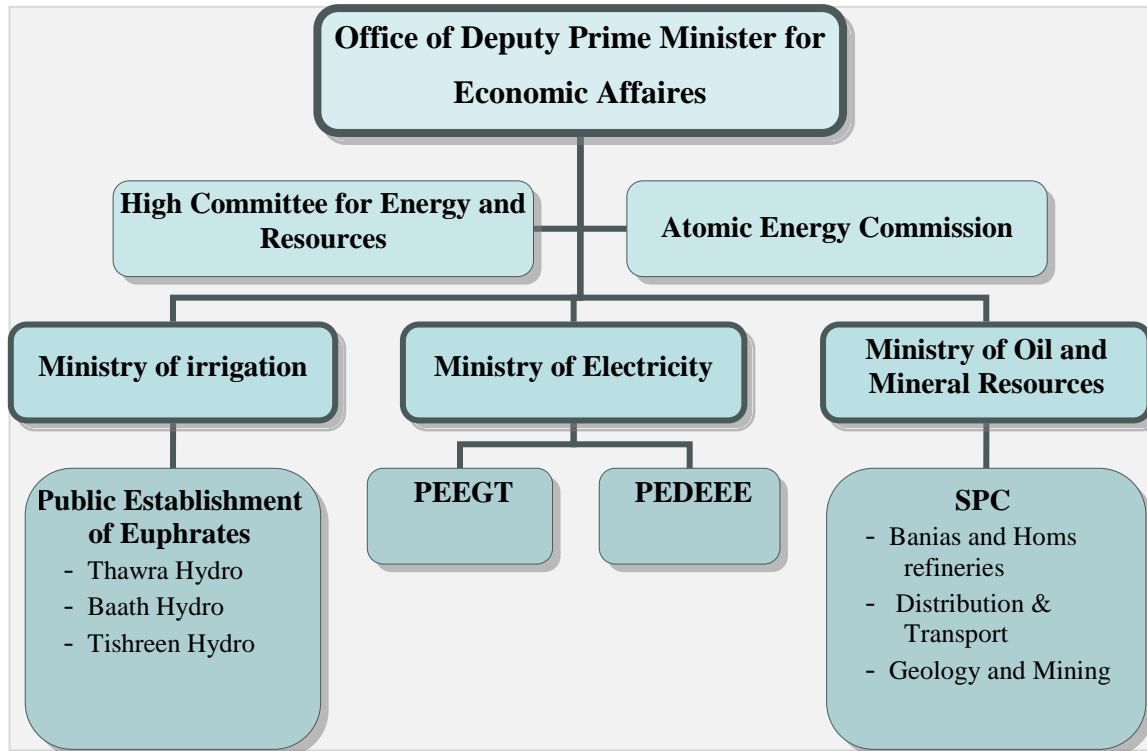 Office of Deputy Prime Minister for
Economic Affaires
High Committee for Energy and
Resources
Atomic Energy Commission
Ministry of irrigation
Ministry of Electricity
Ministry of Oil and
Mineral Resources
Public Establishment
of Euphrates
- Thawra Hydro
- Baath Hydro
- Tishreen Hydro
PEEGT
PEDEEE
SPC
- Banias and Homs
refineries
- Distribution &
Transport
- Geology and Mining